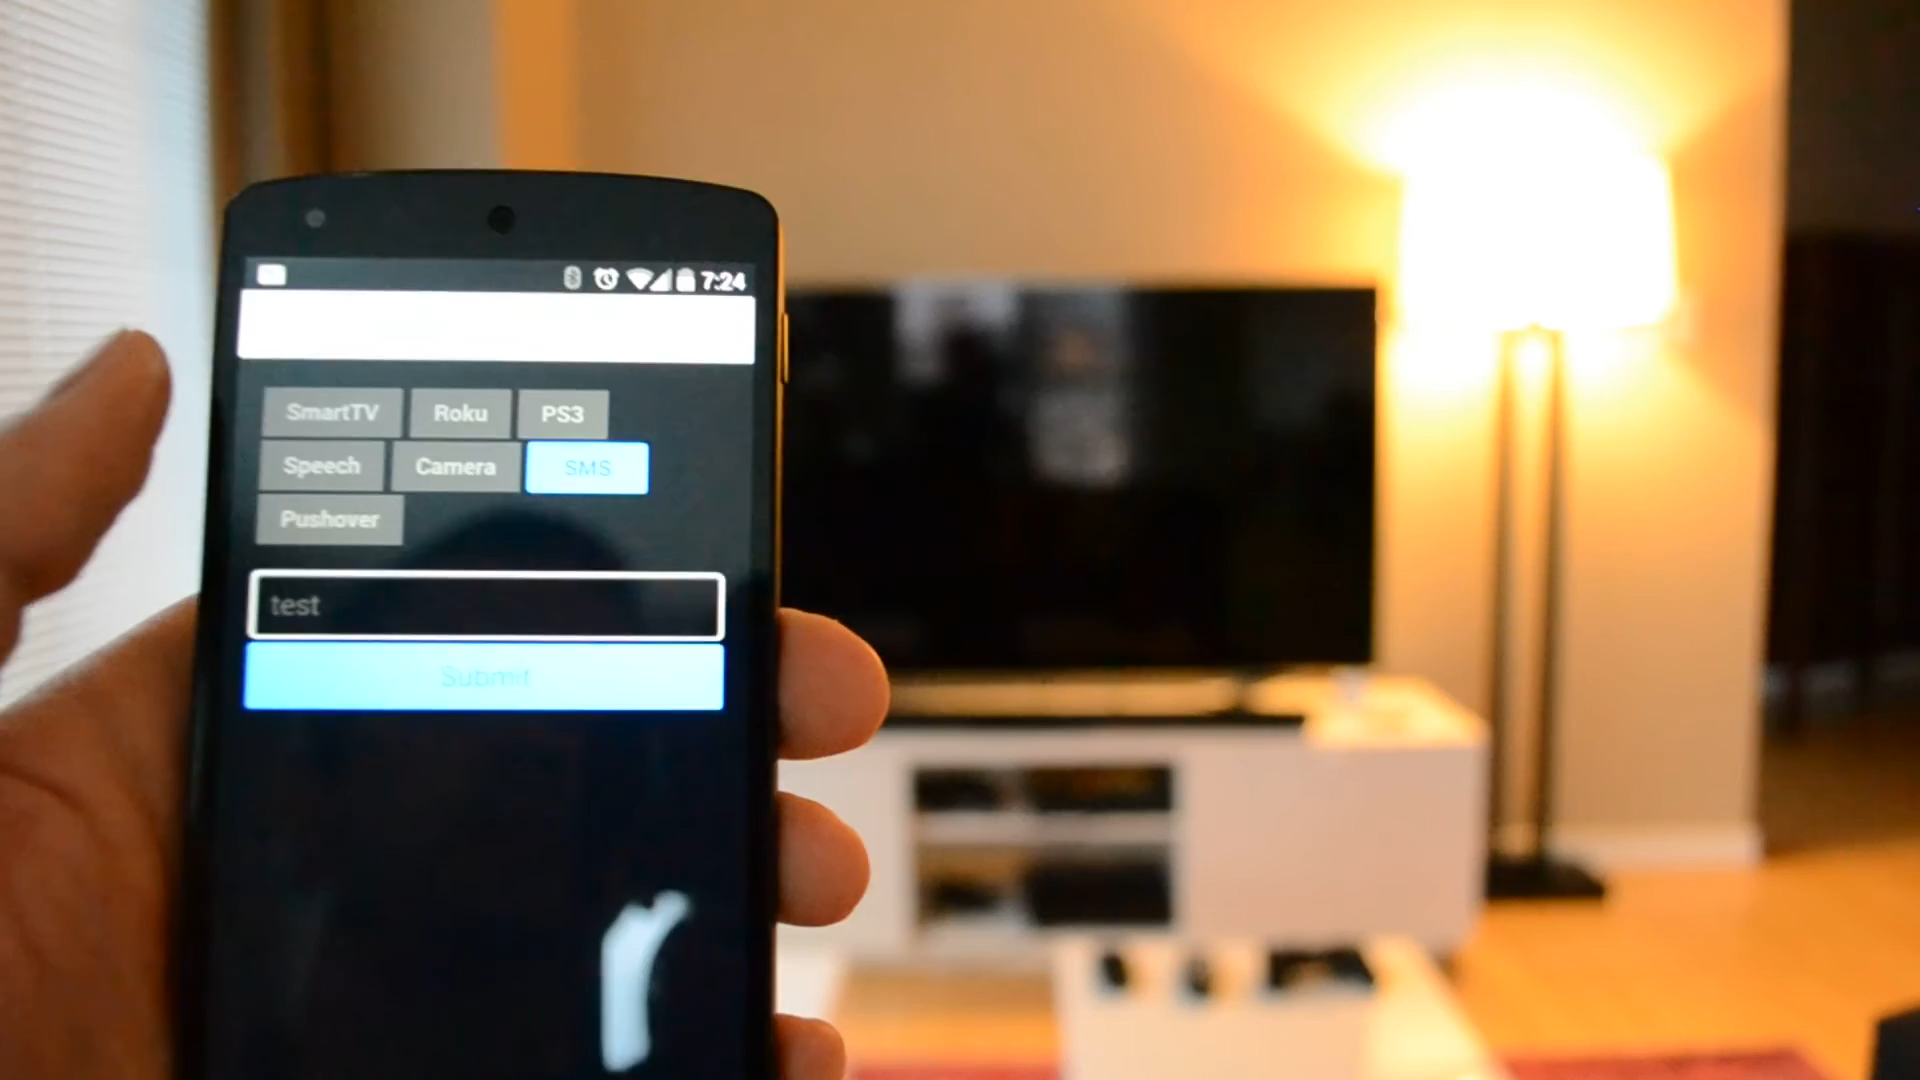 7:24
SmartTV Roku PS3
Speech Camera SMS
Pushover
test
Submit